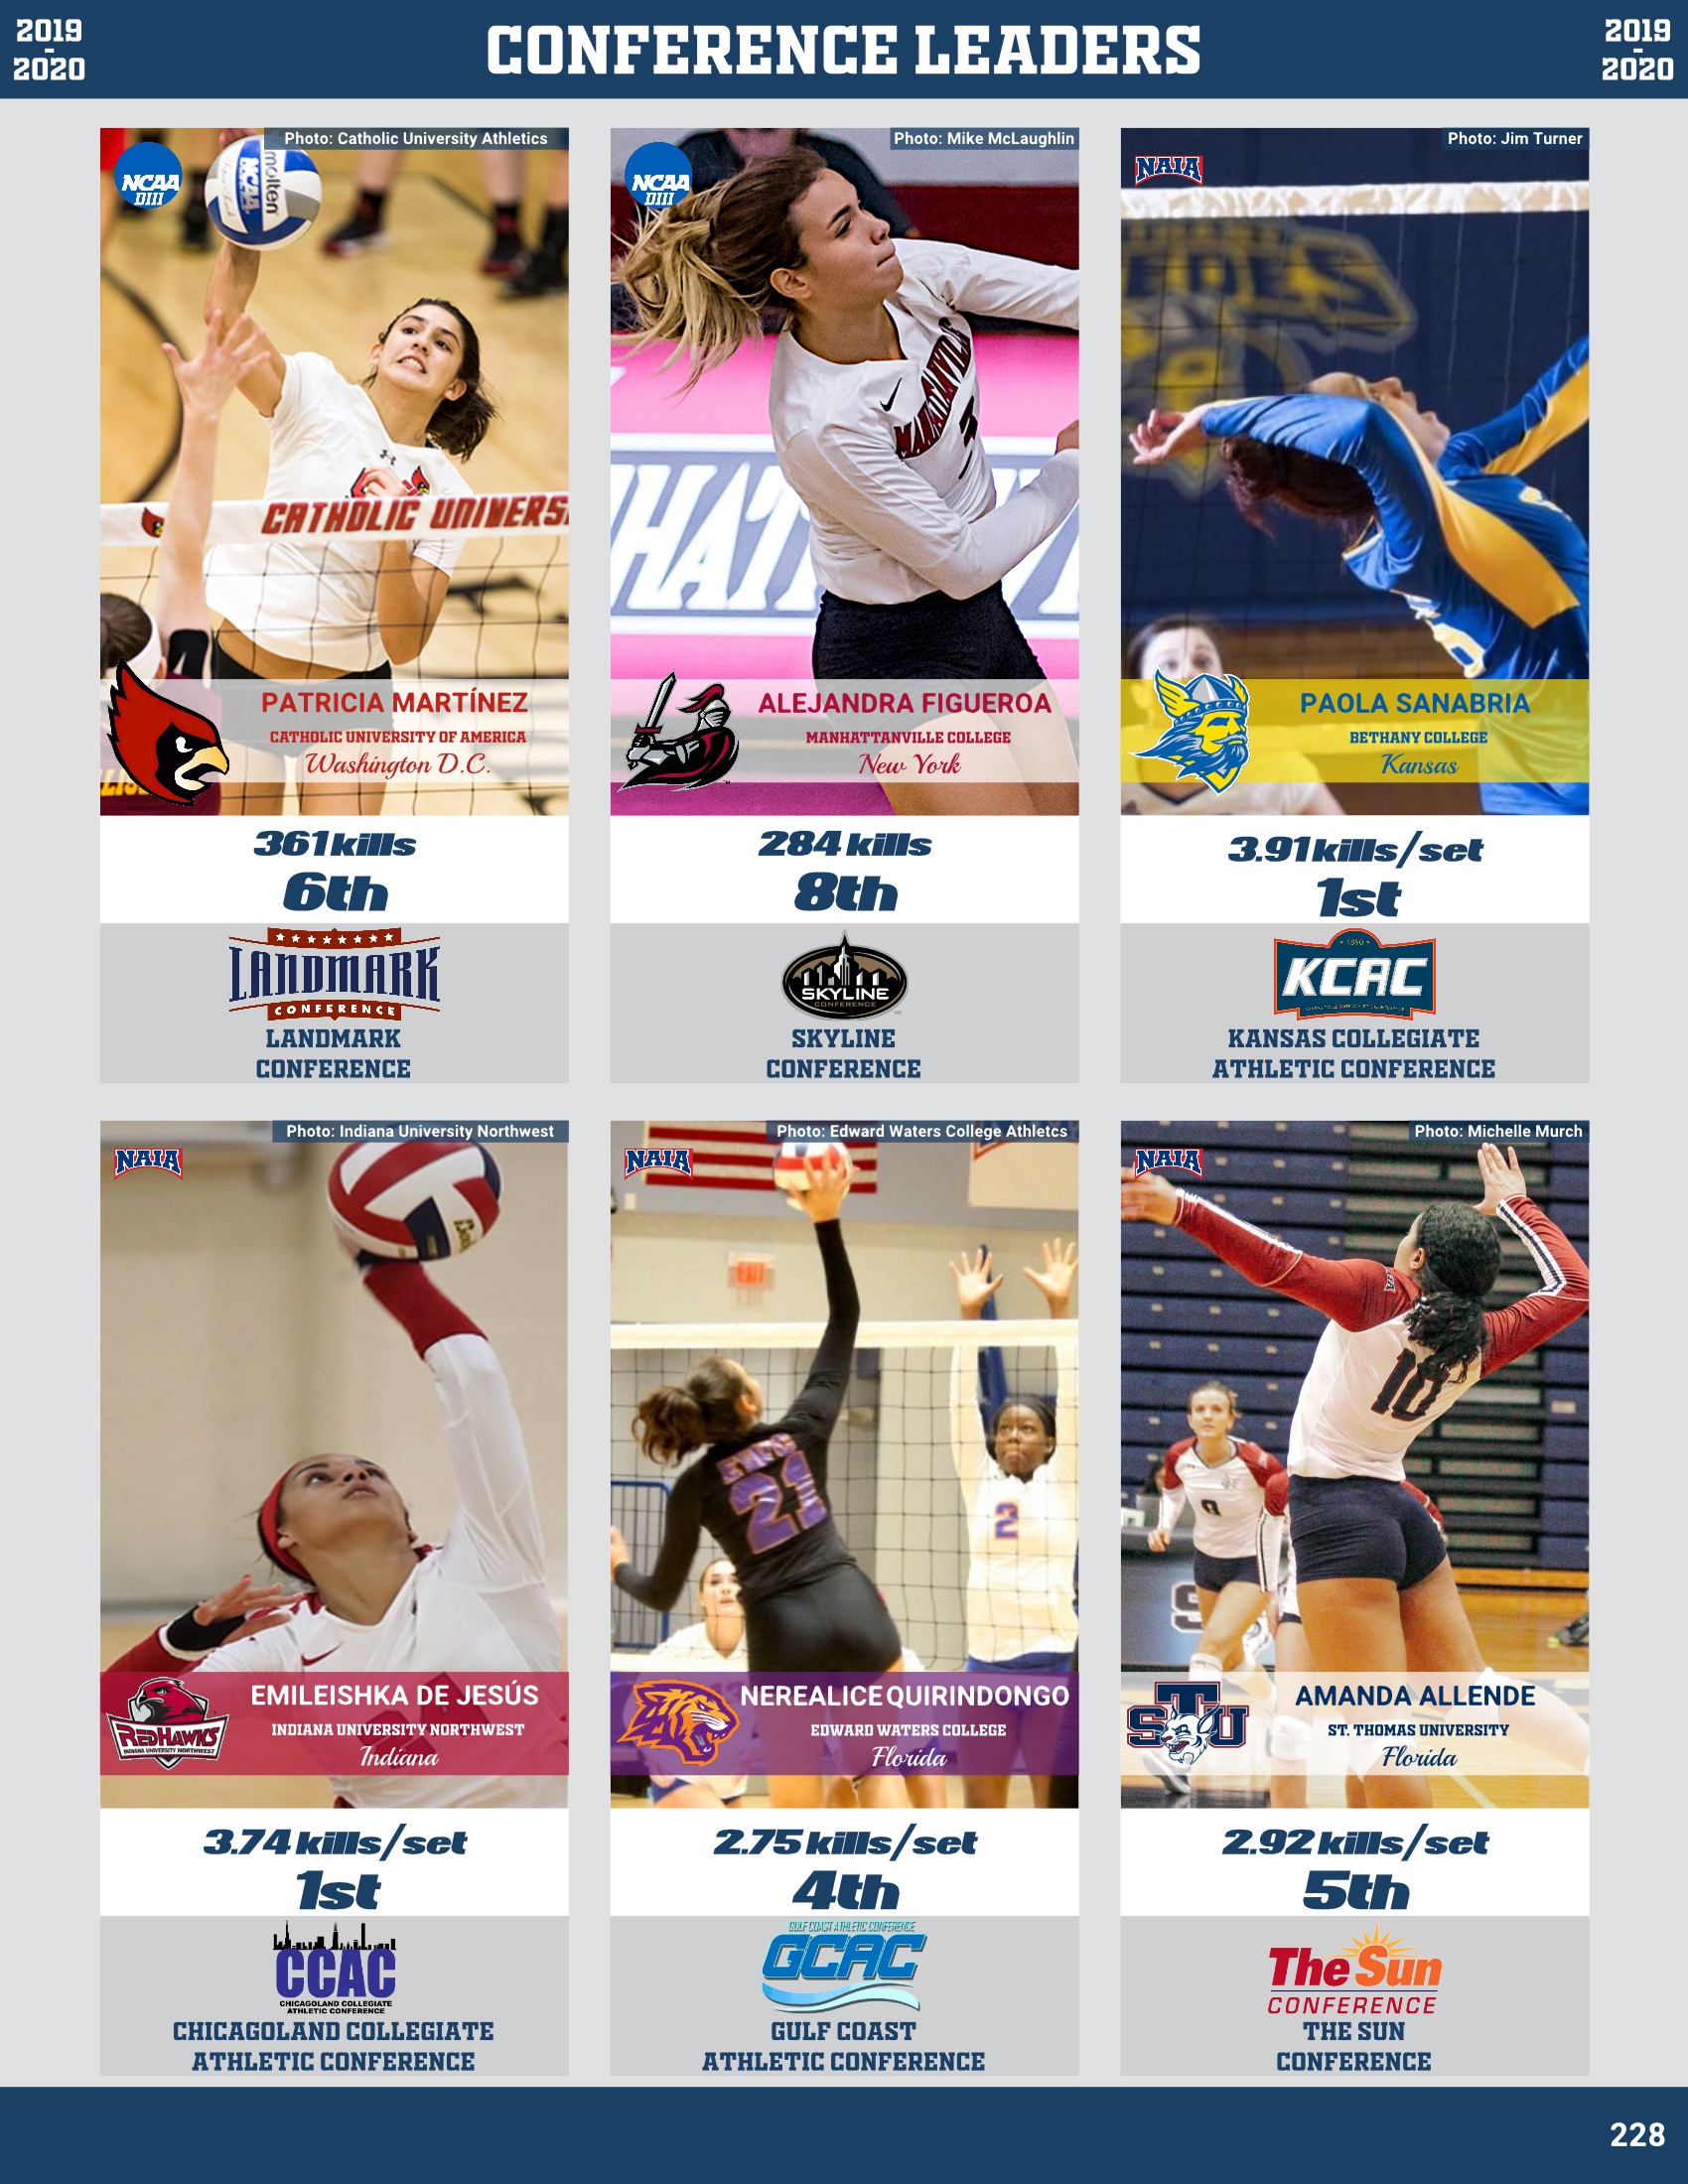 2019
-
2020
CONFERENCE LEADERS
2019
-
2020
Photo: Catholic University Athletics
NCAA
DIII
molten
NCAA
CATHOLIC UNIVERS
PATRICIA MARTÍNEZ
CATHOLIC UNIVERSITY OF AMERICA
Washington D.C.
361 kills
6th
LANDMARK
CONFERENCE
LANDMARK
CONFERENCE
Photo: Mike McLaughlin
NCAA
DIII
MANHATTANVILLE
HATT
ALEJANDRA FIGUEROA
MANHATTANVILLE COLLEGE
New York
284 kills
8th
SKYLINE
CONFERENCE
SKYLINE
CONFERENCE
Photo: Jim Turner
NAIA
PAOLA SANABRIA
BETHANY COLLEGE
Kansas
3.91 kills/set
1st
1950
KCAC
KANSAS COLLEGIATE
ATHLETIC CONFERENCE
Photo: Indiana University Northwest
NAIA
REDHAWKS
INDIANA UNIVERSITY NORTHWEST
EMILEISHKA DE JESÚS
INDIANA UNIVERSITY NORTHWEST
Indiana
3.74 kills/set
1st
CCAC
CHICAGOLAND COLLEGIATE
ATHLETIC CONFERENCE
CHICAGOLAND COLLEGIATE
ATHLETIC CONFERENCE
Photo: Edward Waters College Athletcs
NAIA
21
2
NEREALICE QUIRINDONGO
EDWARD WATERS COLLEGE
Florida
2.75 kills/set
4th
GULF COAST ATHLETIC CONFERENCE
GCAC
GULF COAST
ATHLETIC CONFERENCE
Photo: Michelle Murch
NAIA
10
STU
AMANDA ALLENDE
ST. THOMAS UNIVERSITY
Florida
2.92 kills/set
5th
The Sun
CONFERENCE
THE SUN
CONFERENCE
228